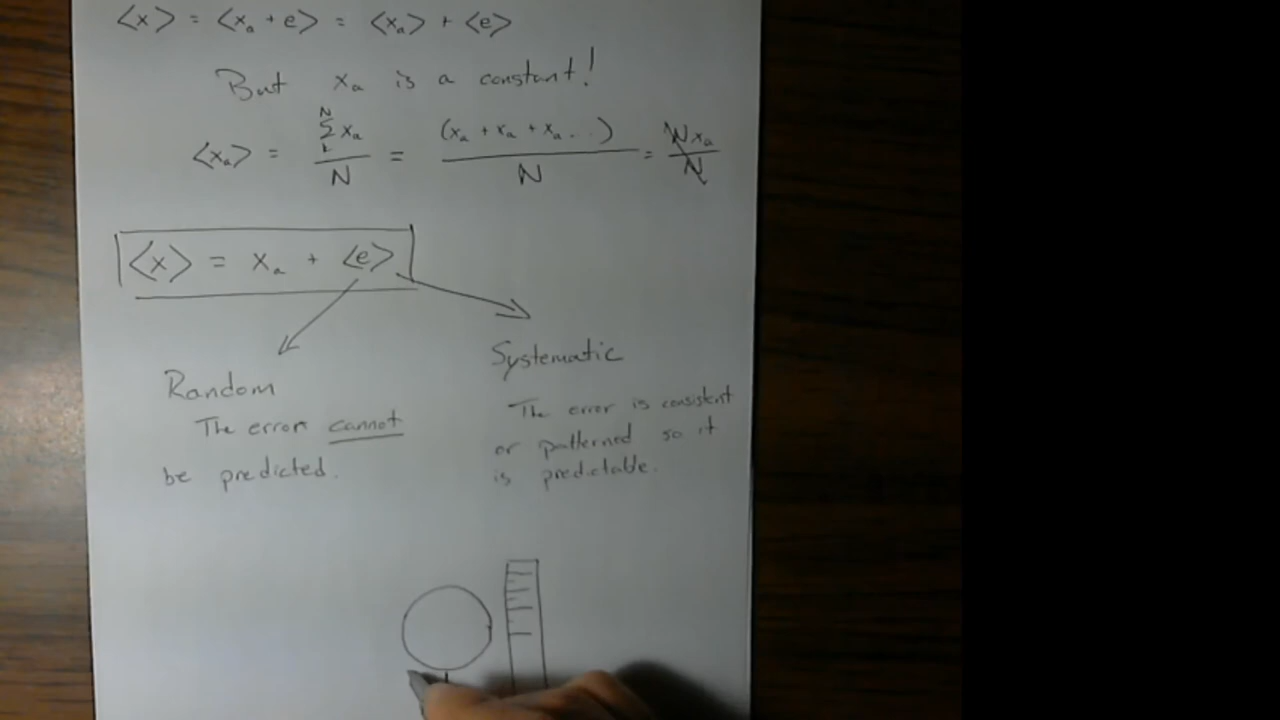 ⟨x⟩ = ⟨xₐ + e⟩ = ⟨xₐ⟩ + ⟨e⟩
But xₐ is a constant!
⟨xₐ⟩ = Σ₁ᴺ xₐ / N = (xₐ + xₐ + xₐ . . .) / N = N xₐ / N
⟨x⟩ = xₐ + ⟨e⟩
Random
The error cannot
be predicted.
Systematic
The error is consistent
or patterned so it
is predictable.